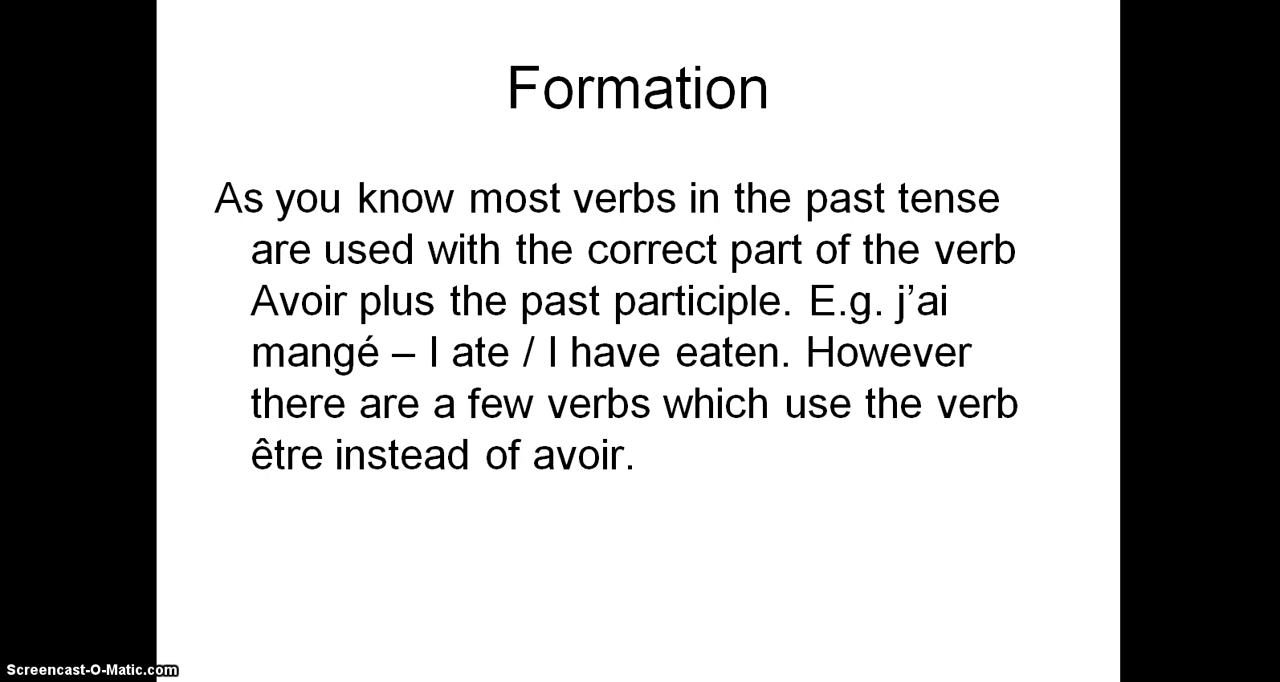 Formation
As you know most verbs in the past tense
are used with the correct part of the verb
Avoir plus the past participle. E.g. j’ai
mangé – I ate / I have eaten. However
there are a few verbs which use the verb
être instead of avoir.
Screencast-O-Matic.com